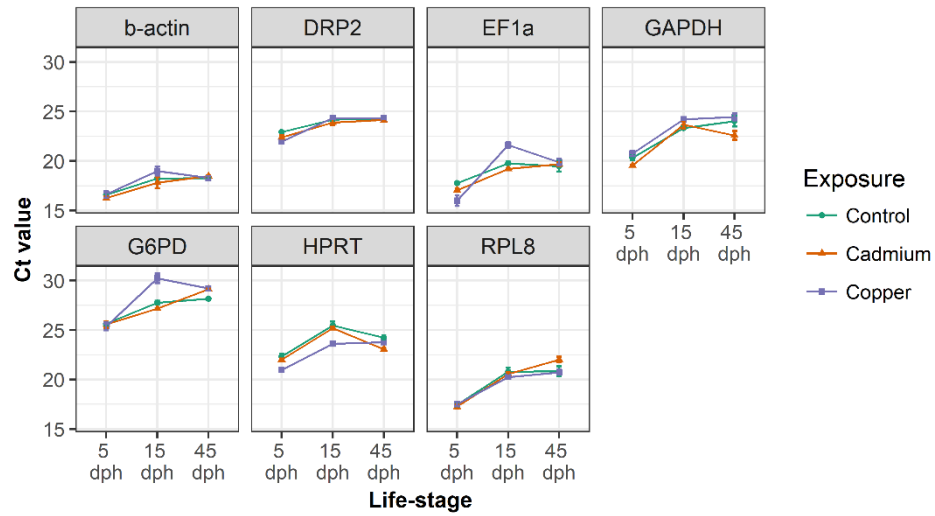 b-actin DRP2 EF1a GAPDH
30
25
20
15
5 15 45
dph dph dph
G6PD HPRT RPL8
30
25
20
15
5 15 45 5 15 45 5 15 45
dph dph dph dph dph dph dph dph dph
Ct value
Life-stage
Exposure
Control
Cadmium
Copper